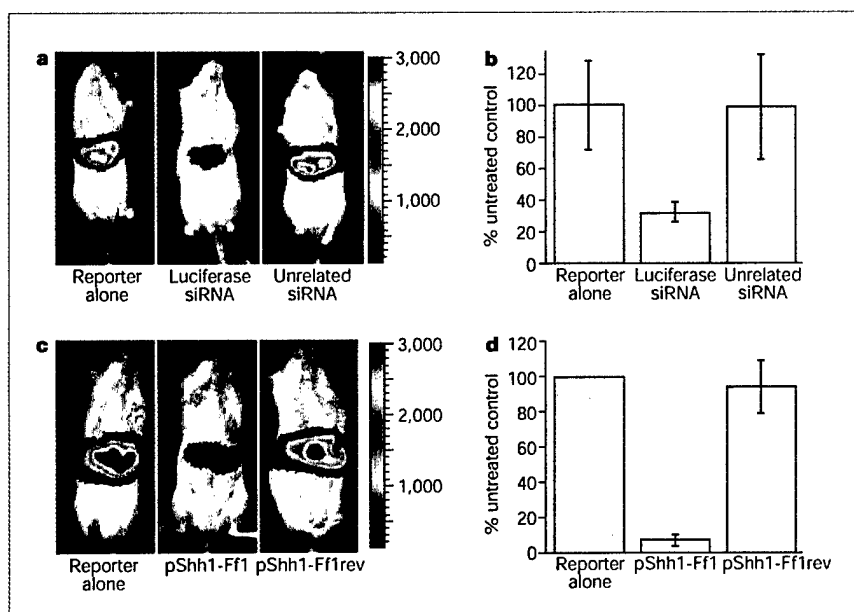 a
3,000
2,000
1,000
Reporter
alone
Luciferase
siRNA
Unrelated
siRNA
b
% untreated control
120
100
80
60
40
20
0
Reporter
alone
Luciferase
siRNA
Unrelated
siRNA
c
3,000
2,000
1,000
Reporter
alone
pShh1-Ff1
pShh1-Ff1rev
d
% untreated control
120
100
80
60
40
20
0
Reporter
alone
pShh1-Ff1
pShh1-Ff1rev